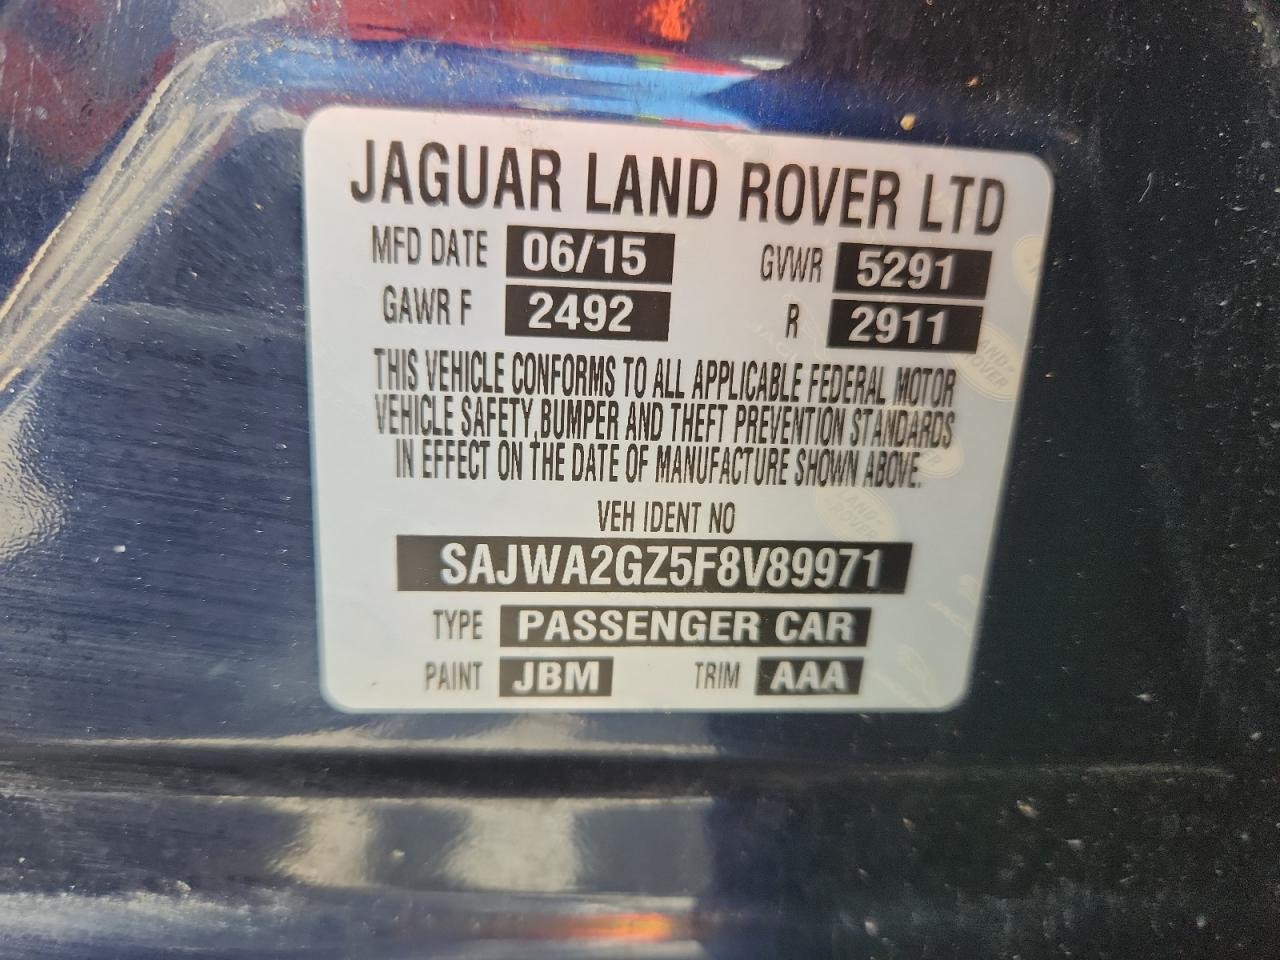 JAGUAR LAND ROVER LTD
MFD DATE 06/15 GVWR 5291
GAWR F 2492 R 2911
THIS VEHICLE CONFORMS TO ALL APPLICABLE FEDERAL MOTOR
VEHICLE SAFETY,BUMPER AND THEFT PREVENTION STANDARDS
IN EFFECT ON THE DATE OF MANUFACTURE SHOWN ABOVE.
VEH IDENT NO
SAJWA2GZ5F8V89971
TYPE PASSENGER CAR
PAINT JBM TRIM AAA